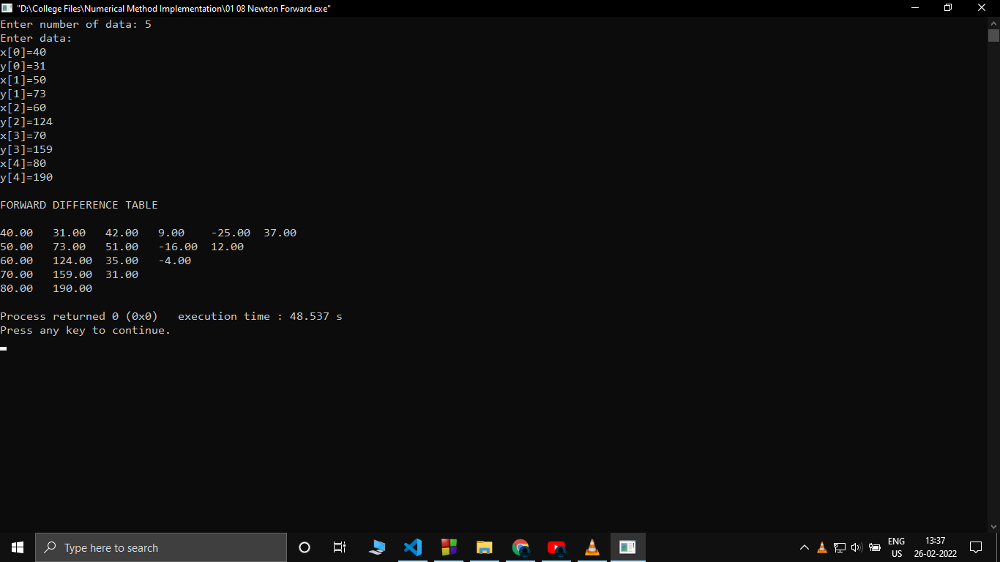 "D:\College Files\Numerical Method Implementation\01 08 Newton Forward.exe"
Enter number of data: 5
Enter data:
x[0]=40
y[0]=31
x[1]=50
y[1]=73
x[2]=60
y[2]=124
x[3]=70
y[3]=159
x[4]=80
y[4]=190
FORWARD DIFFERENCE TABLE
40.00   31.00   42.00   9.00    -25.00  37.00
50.00   73.00   51.00   -16.00  12.00
60.00   124.00  35.00   -4.00
70.00   159.00  31.00
80.00   190.00
Process returned 0 (0x0)   execution time : 48.537 s
Press any key to continue.
Type here to search
ENG
US
13:37
26-02-2022